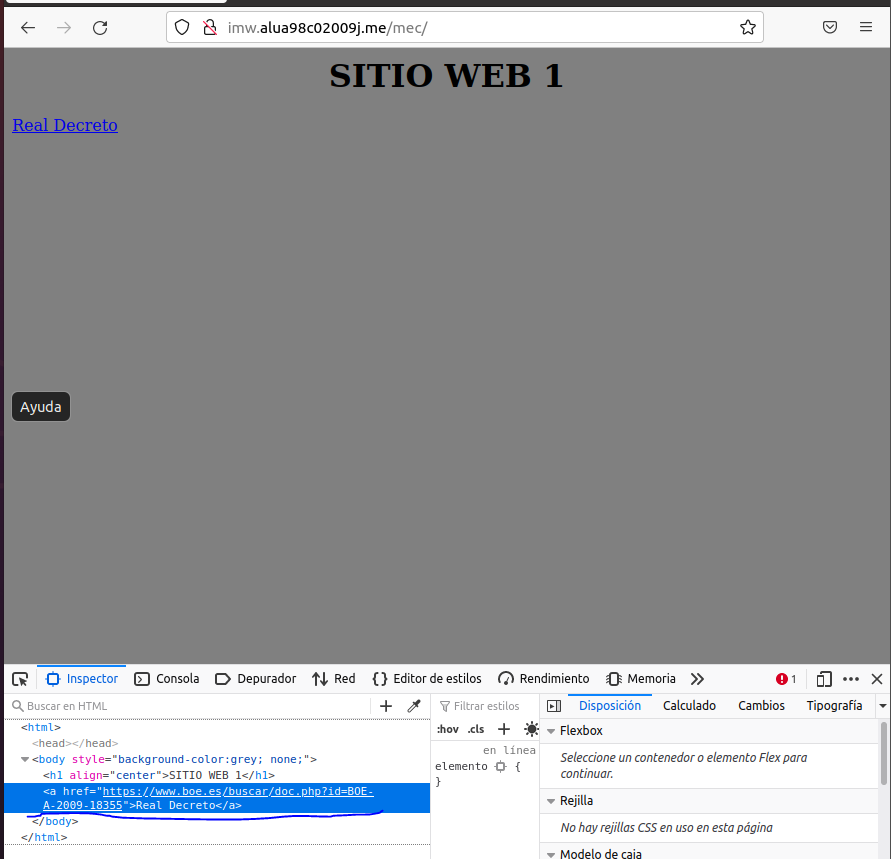 imw.alua98c02009j.me/mec/
SITIO WEB 1
Real Decreto
Ayuda
Inspector Consola Depurador Red Editor de estilos Rendimiento Memoria 1
Buscar en HTML
Filtrar estilos
Disposición Calculado Cambios Tipografía
<html>
<head></head>
<body style="background-color:grey; none;">
<h1 align="center">SITIO WEB 1</h1>
<a href="https://www.boe.es/buscar/doc.php?id=BOE-
A-2009-18355">Real Decreto</a>
</body>
</html>
:hov .cls
en línea
elemento {
}
Flexbox
Seleccione un contenedor o elemento Flex para
continuar.
Rejilla
No hay rejillas CSS en uso en esta página
Modelo de caja